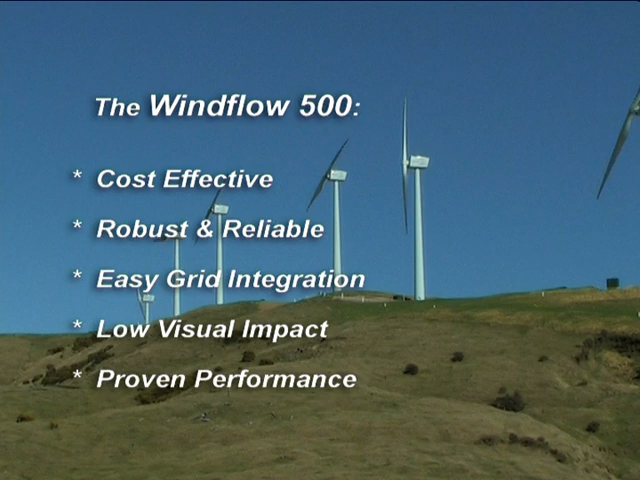 The Windflow 500:
* Cost Effective
* Robust & Reliable
* Easy Grid Integration
* Low Visual Impact
* Proven Performance